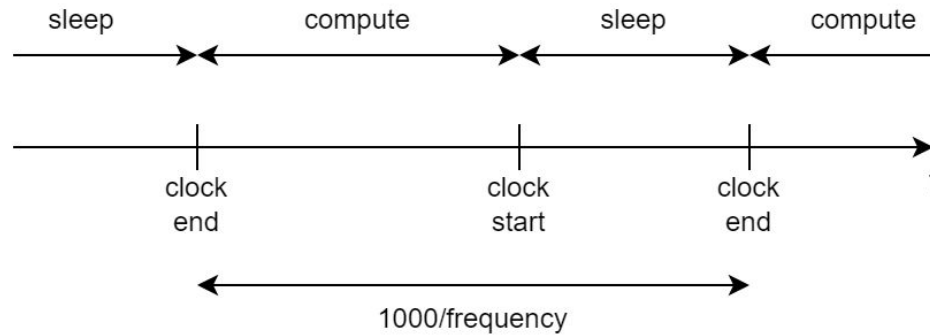 sleep compute sleep compute
clock clock clock
end start end
1000/frequency